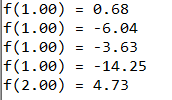 f(1.00) = 0.68
f(1.00) = -6.04
f(1.00) = -3.63
f(1.00) = -14.25
f(2.00) = 4.73